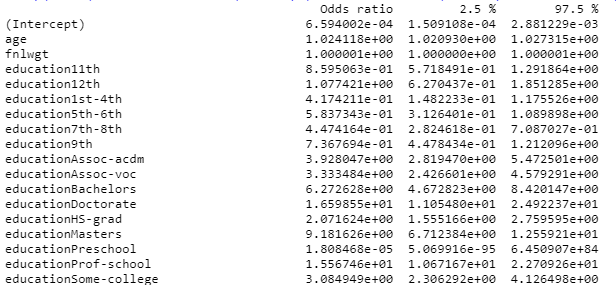 Odds ratio 2.5 % 97.5 %
(Intercept) 6.594002e-04 1.509108e-04 2.881229e-03
age 1.024118e+00 1.020930e+00 1.027315e+00
fnlwgt 1.000001e+00 1.000000e+00 1.000001e+00
education11th 8.595063e-01 5.718491e-01 1.291864e+00
education12th 1.077421e+00 6.270437e-01 1.851285e+00
education1st-4th 4.174211e-01 1.482233e-01 1.175526e+00
education5th-6th 5.837343e-01 3.126401e-01 1.089898e+00
education7th-8th 4.474164e-01 2.824618e-01 7.087027e-01
education9th 7.367694e-01 4.478434e-01 1.212096e+00
educationAssoc-acdm 3.928047e+00 2.819470e+00 5.472501e+00
educationAssoc-voc 3.333484e+00 2.426601e+00 4.579291e+00
educationBachelors 6.272628e+00 4.672823e+00 8.420147e+00
educationDoctorate 1.659855e+01 1.105480e+01 2.492237e+01
educationHS-grad 2.071624e+00 1.555166e+00 2.759595e+00
educationMasters 9.181626e+00 6.712384e+00 1.255921e+01
educationPreschool 1.808468e-05 5.069916e-95 6.450907e+84
educationProf-school 1.556746e+01 1.067167e+01 2.270926e+01
educationSome-college 3.084949e+00 2.306292e+00 4.126498e+00